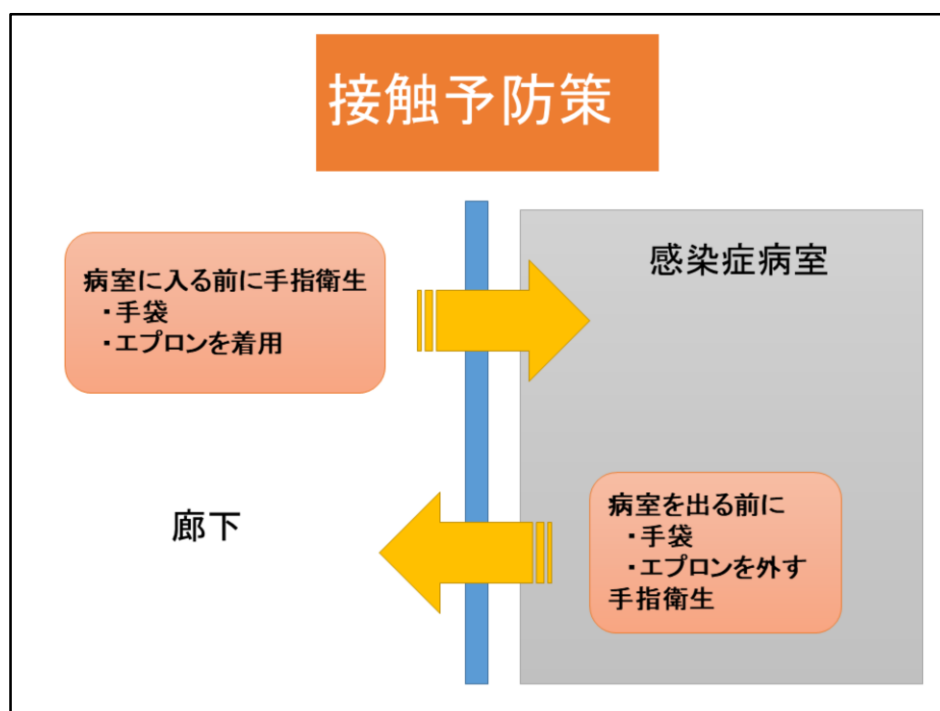 接触予防策
感染症病室
病室に入る前に手指衛生
・手袋
・エプロンを着用
廊下
病室を出る前に
・手袋
・エプロンを外す
手指衛生